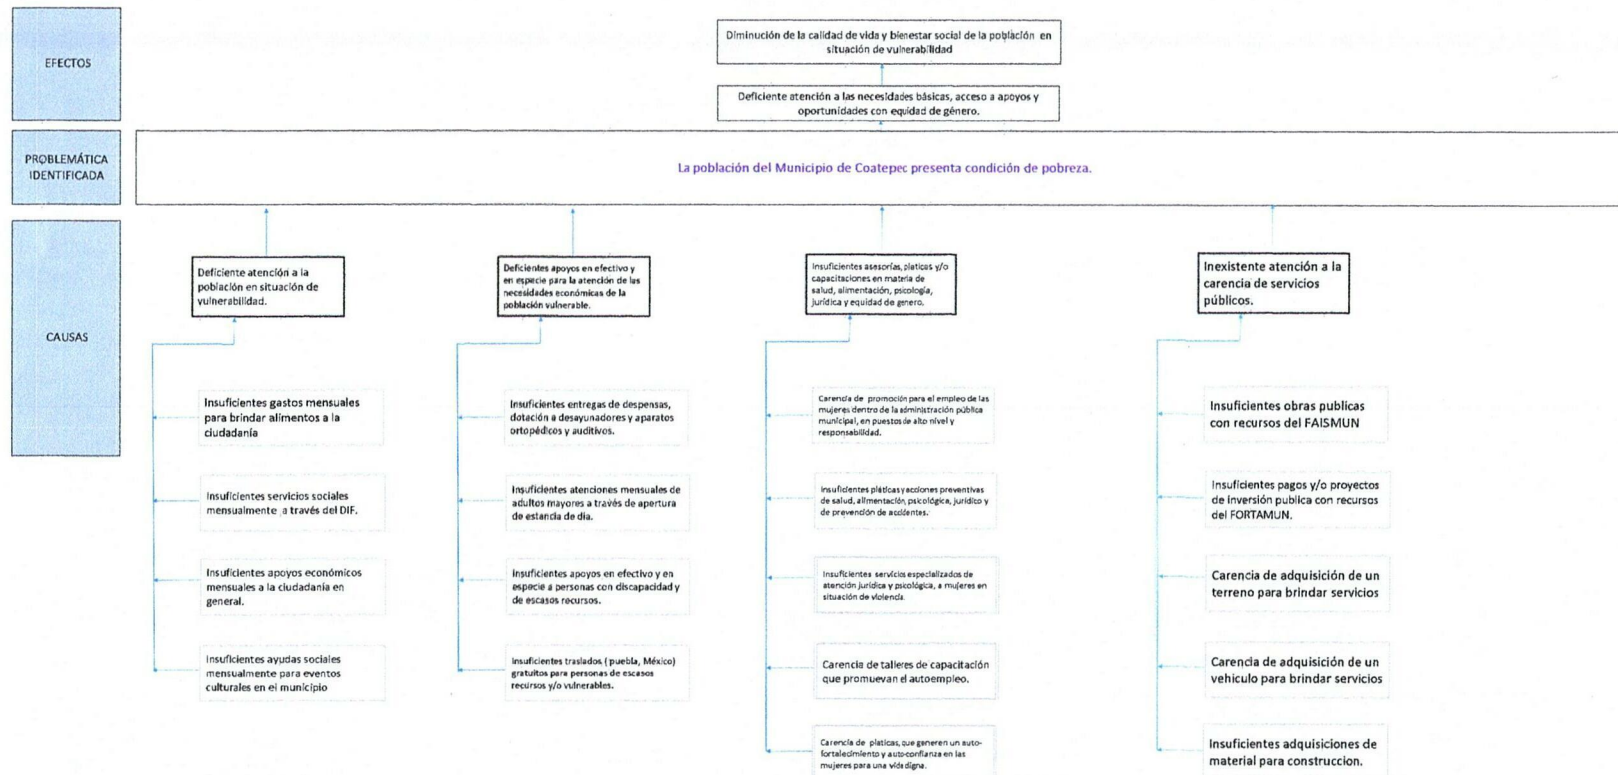 EFECTOS
Diminución de la calidad de vida y bienestar social de la población en
situación de vulnerabilidad
Deficiente atención a las necesidades básicas, acceso a apoyos y
oportunidades con equidad de género.
PROBLEMÁTICA
IDENTIFICADA
La población del Municipio de Coatepec presenta condición de pobreza.
CAUSAS
Deficiente atención a la
población en situación de
vulnerabilidad.
Insuficientes gastos mensuales
para brindar alimentos a la
ciudadanía
Insuficientes servicios sociales
mensualmente a través del DIF.
Insuficientes apoyos económicos
mensuales a la ciudadanía en
general.
Insuficientes ayudas sociales
mensualmente para eventos
culturales en el municipio
Deficientes apoyos en efectivo y
en especie para la atención de las
necesidades económicas de la
población vulnerable.
Insuficientes entregas de despensas,
dotación a desayunadores y aparatos
ortopédicos y auditivos.
Insuficientes atenciones mensuales de
adultos mayores a través de apertura
de estancia de día.
Insuficientes apoyos en efectivo y en
especie a personas con discapacidad y
de escasos recursos.
Insuficientes traslados ( puebla, México)
gratuitos para personas de escasos
recursos y/o vulnerables.
Insuficientes asesorías, platicas y/o
capacitaciones en materia de
salud, alimentación, psicología,
jurídica y equidad de genero.
Carencia de promoción para el empleo de las
mujeres dentro de la administración pública
municipal, en puestos de alto nivel y
responsabilidad.
Insuficientes pláticas y acciones preventivas
de salud, alimentación, psicológica, jurídico y
de prevención de accidentes.
Insuficientes servicios especializados de
atención jurídica y psicológica, a mujeres en
situación de violencia.
Carencia de talleres de capacitación
que promuevan el autoempleo.
Carencia de platicas, que generen un auto-
fortalecimiento y auto-confianza en las
mujeres para una vida digna.
Inexistente atención a la
carencia de servicios
públicos.
Insuficientes obras publicas
con recursos del FAISMUN
Insuficientes pagos y/o proyectos
de inversión publica con recursos
del FORTAMUN.
Carencia de adquisición de un
terreno para brindar servicios
Carencia de adquisición de un
vehiculo para brindar servicios
Insuficientes adquisiciones de
material para construccion.